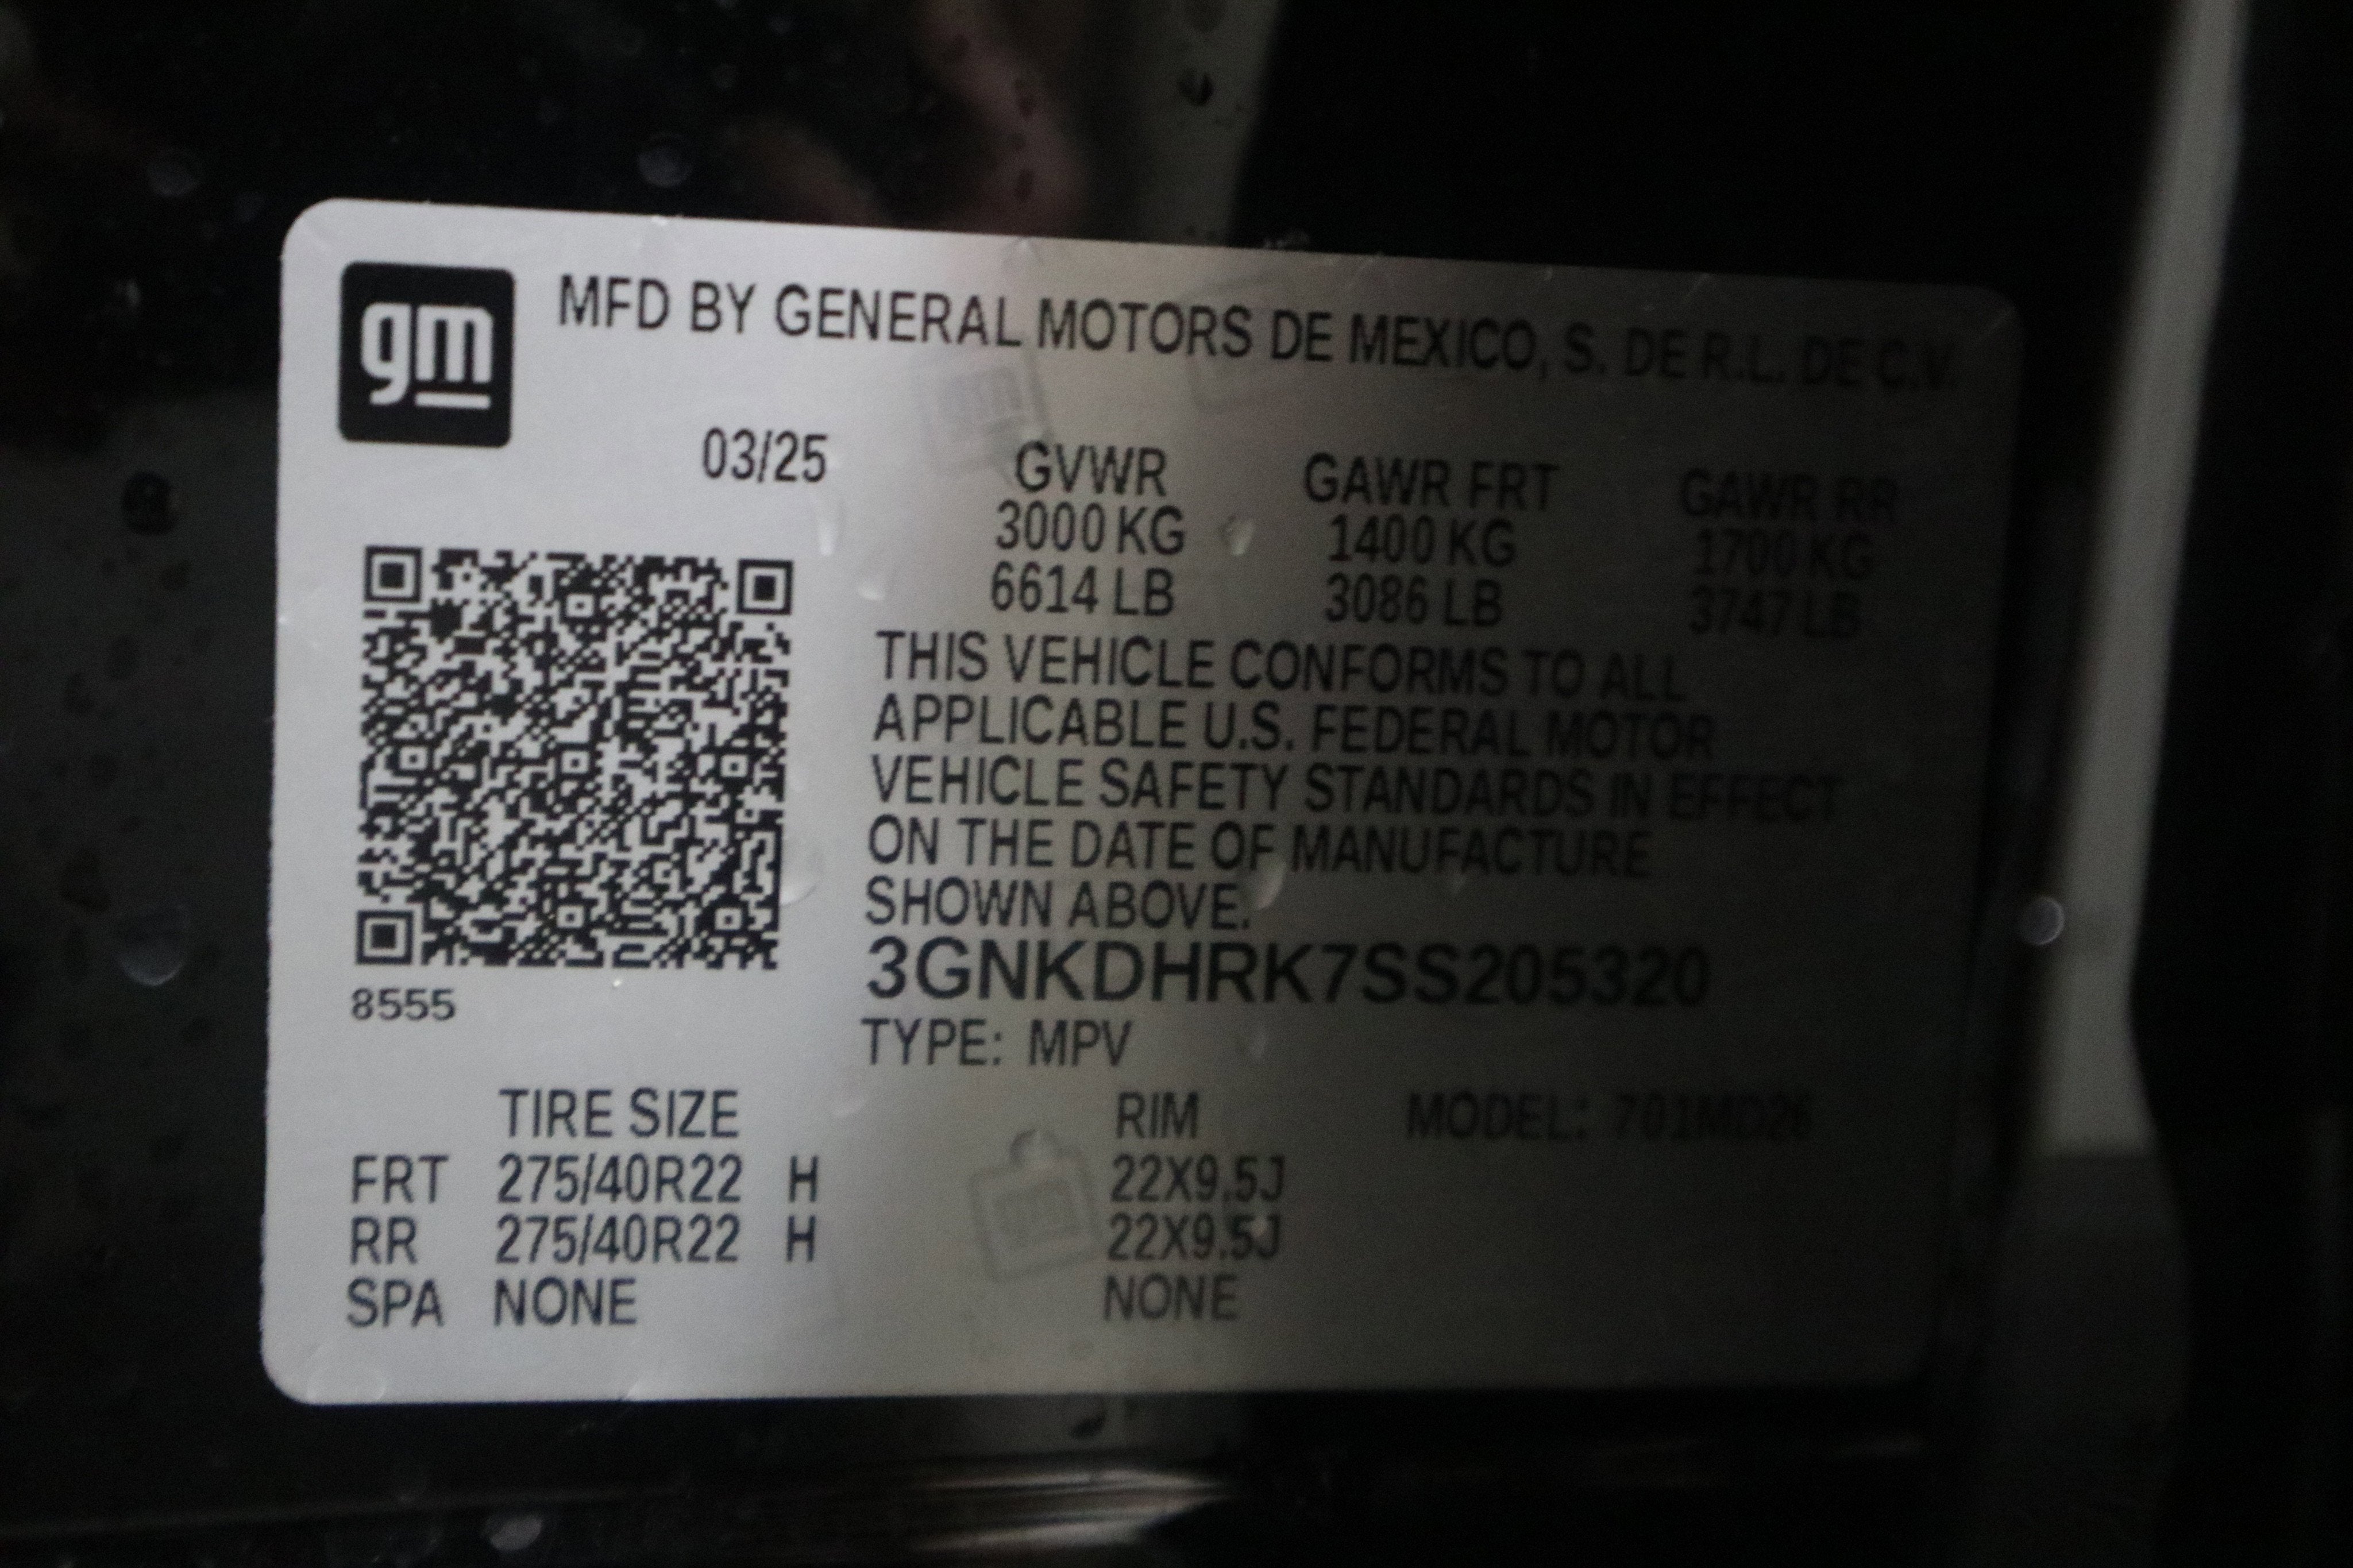 gm
MFD BY GENERAL MOTORS DE MEXICO, S. DE R.L. DE C.V.
03/25
GVWR GAWR FRT GAWR RR
3000 KG 1400 KG 1700 KG
6614 LB 3086 LB 3747 LB
THIS VEHICLE CONFORMS TO ALL
APPLICABLE U.S. FEDERAL MOTOR
VEHICLE SAFETY STANDARDS IN EFFECT
ON THE DATE OF MANUFACTURE
SHOWN ABOVE.
3GNKDHRK7SS205320
8555
TYPE: MPV
TIRE SIZE RIM MODEL: 701MD26
FRT 275/40R22 H 22X9.5J
RR 275/40R22 H 22X9.5J
SPA NONE NONE